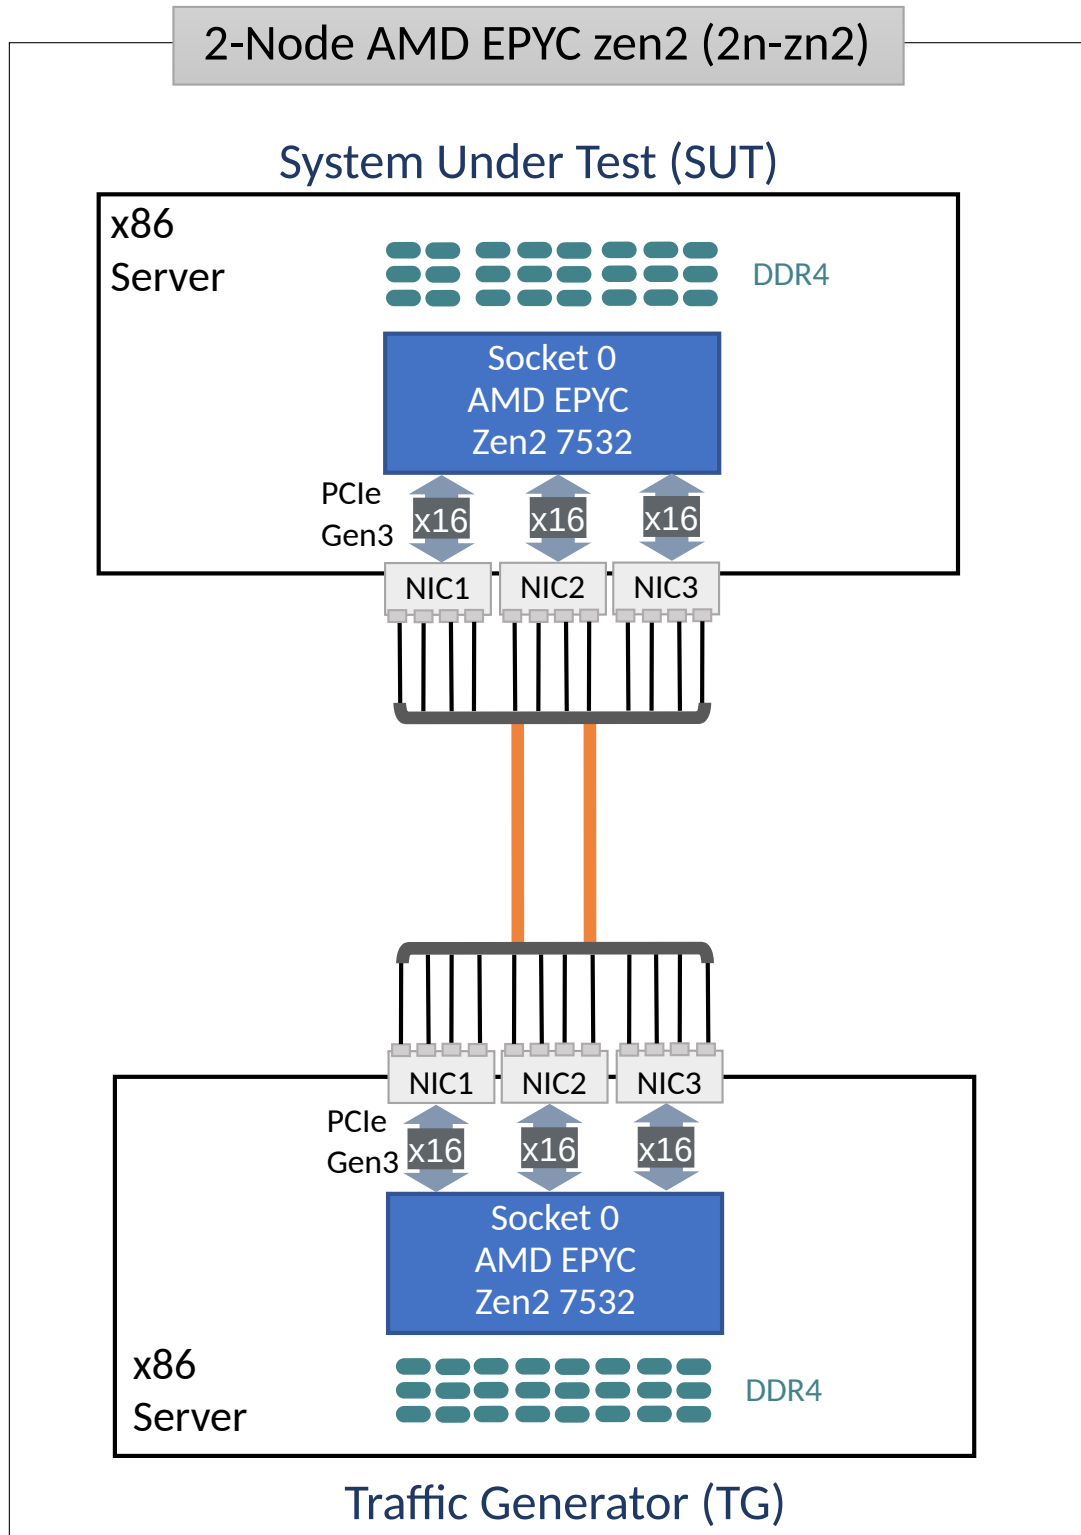 2-Node AMD EPYC zen2 (2n-zn2)
System Under Test (SUT)
x86
Server
DDR4
Socket 0
AMD EPYC
Zen2 7532
PCIe
Gen3
x16
x16
x16
NIC1
NIC2
NIC3
NIC1
NIC2
NIC3
PCIe
Gen3
x16
x16
x16
Socket 0
AMD EPYC
Zen2 7532
x86
Server
DDR4
Traffic Generator (TG)